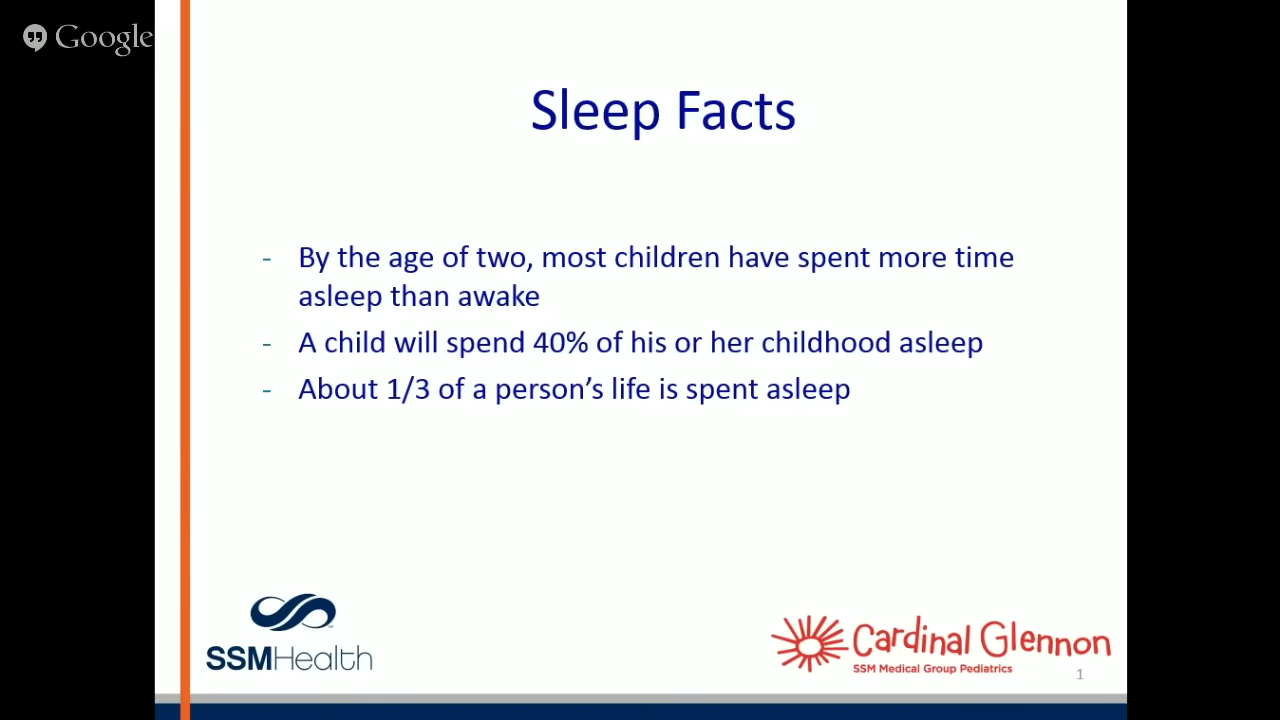 Google
Sleep Facts
- By the age of two, most children have spent more time
asleep than awake
- A child will spend 40% of his or her childhood asleep
- About 1/3 of a person's life is spent asleep
SSMHealth
Cardinal Glennon
SSM Medical Group Pediatrics
1